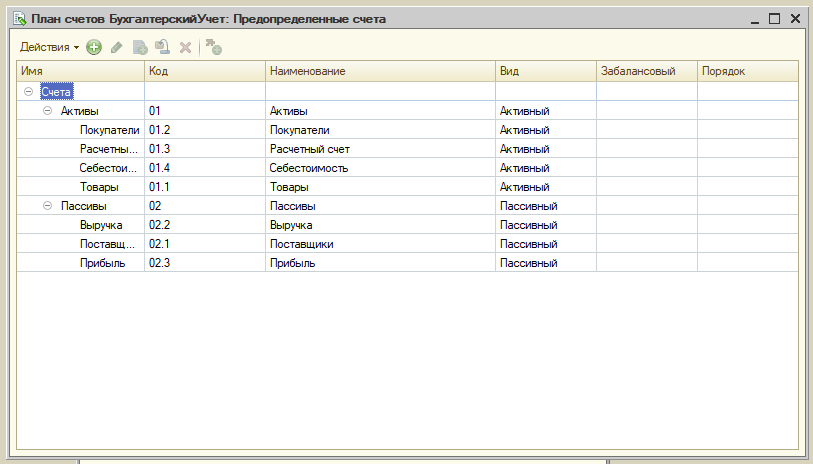 План счетов БухгалтерскийУчет: Предопределенные счета
Действия
Имя Код Наименование Вид Забалансовый Порядок
Счета
Активы 01 Активы Активный
Покупатели 01.2 Покупатели Активный
Расчетны... 01.3 Расчетный счет Активный
Себестои... 01.4 Себестоимость Активный
Товары 01.1 Товары Активный
Пассивы 02 Пассивы Пассивный
Выручка 02.2 Выручка Пассивный
Поставщ... 02.1 Поставщики Пассивный
Прибыль 02.3 Прибыль Пассивный